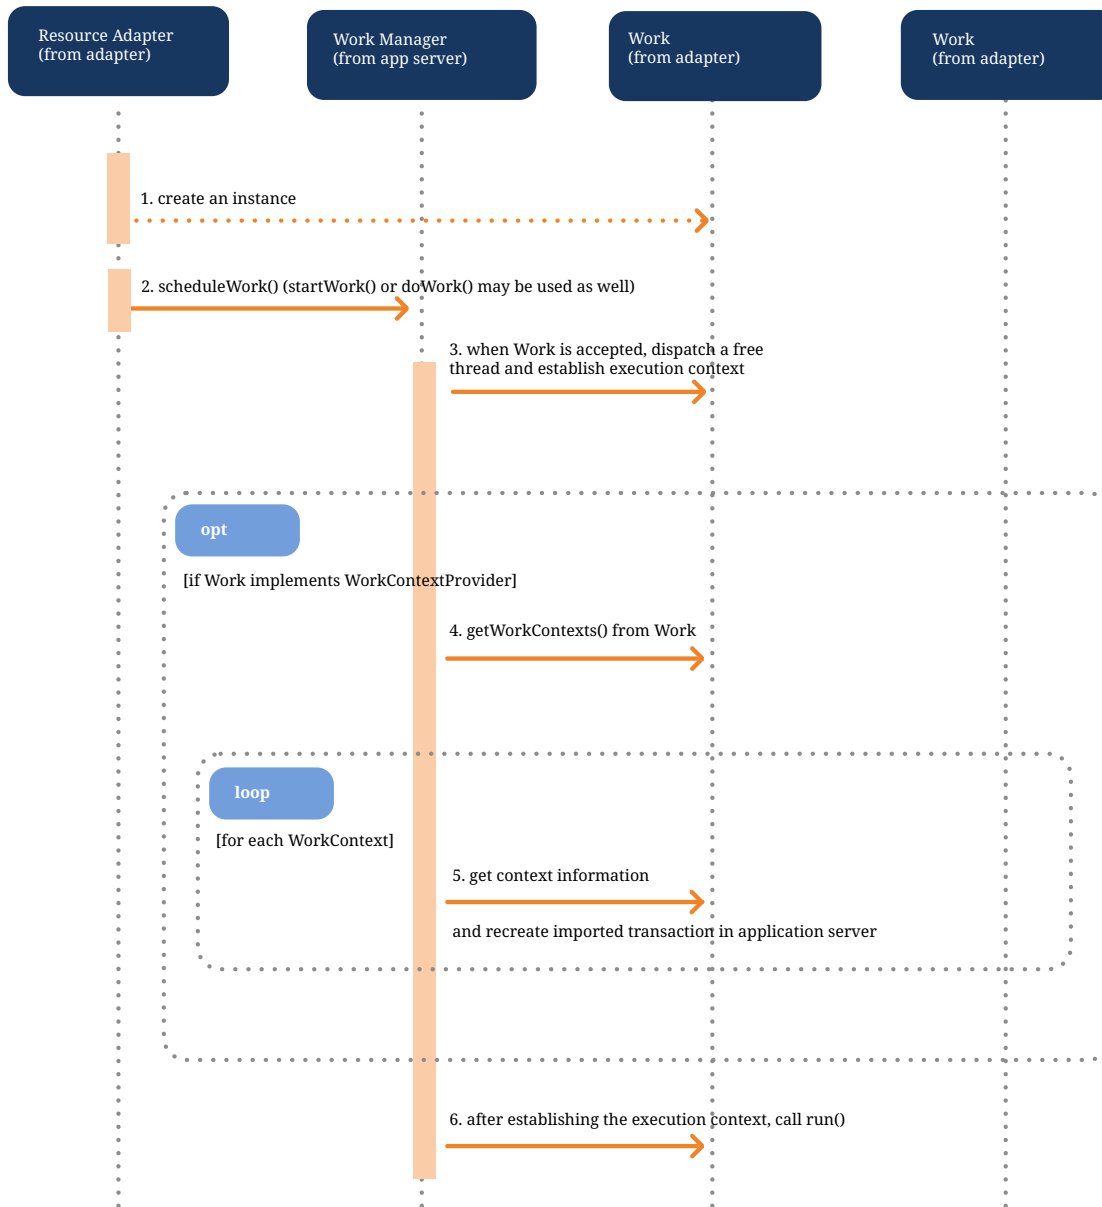 Resource Adapter
(from adapter)
Work Manager
(from app server)
Work
(from adapter)
Work
(from adapter)
1. create an instance
2. scheduleWork() (startWork() or doWork() may be used as well)
3. when Work is accepted, dispatch a free
thread and establish execution context
opt
[if Work implements WorkContextProvider]
4. getWorkContexts() from Work
loop
[for each WorkContext]
5. get context information
and recreate imported transaction in application server
6. after establishing the execution context, call run()